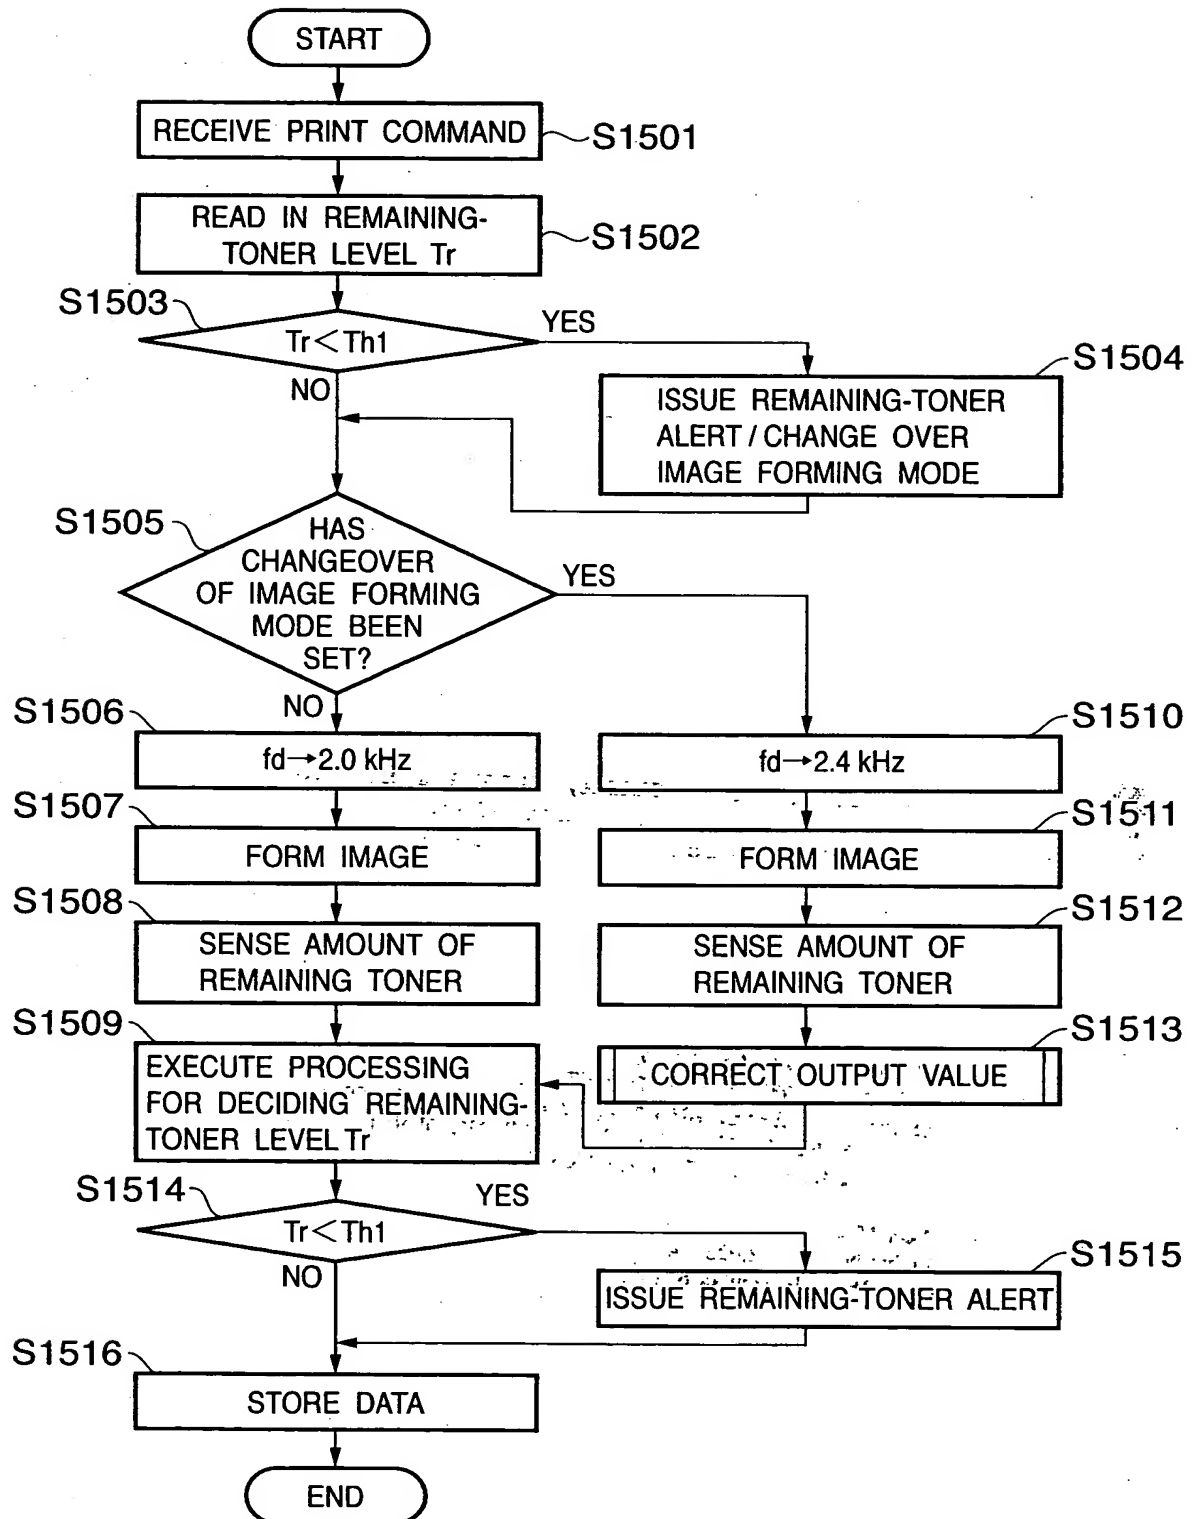 START
RECEIVE PRINT COMMAND
S1501
READ IN REMAINING-
TONER LEVEL Tr
S1502
S1503
Tr<Th1
YES
NO
S1504
ISSUE REMAINING-TONER
ALERT / CHANGE OVER
IMAGE FORMING MODE
S1505
HAS
CHANGEOVER
OF IMAGE FORMING
MODE BEEN
SET?
YES
NO
S1506
fd→2.0 kHz
S1510
fd→2.4 kHz
S1507
FORM IMAGE
S1511
FORM IMAGE
S1508
SENSE AMOUNT OF
REMAINING TONER
S1512
SENSE AMOUNT OF
REMAINING TONER
S1509
EXECUTE PROCESSING
FOR DECIDING REMAINING-
TONER LEVEL Tr
S1513
CORRECT OUTPUT VALUE
S1514
Tr<Th1
YES
NO
S1515
ISSUE REMAINING-TONER ALERT
S1516
STORE DATA
END